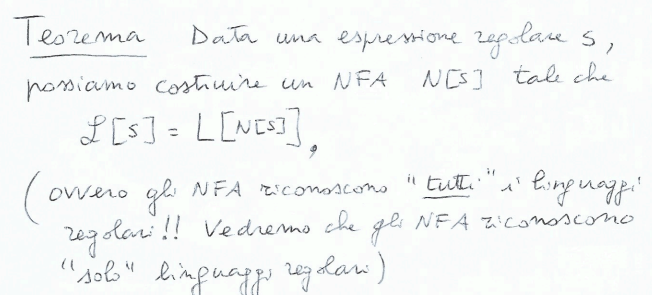 Teorema Data una espressione regolare s,
possiamo costruire un NFA N[s] tale che
ℒ[s] = L[N[s]],
(ovvero gli NFA riconoscono "tutti" i linguaggi
regolari!! Vedremo che gli NFA riconoscono
"solo" linguaggi regolari)